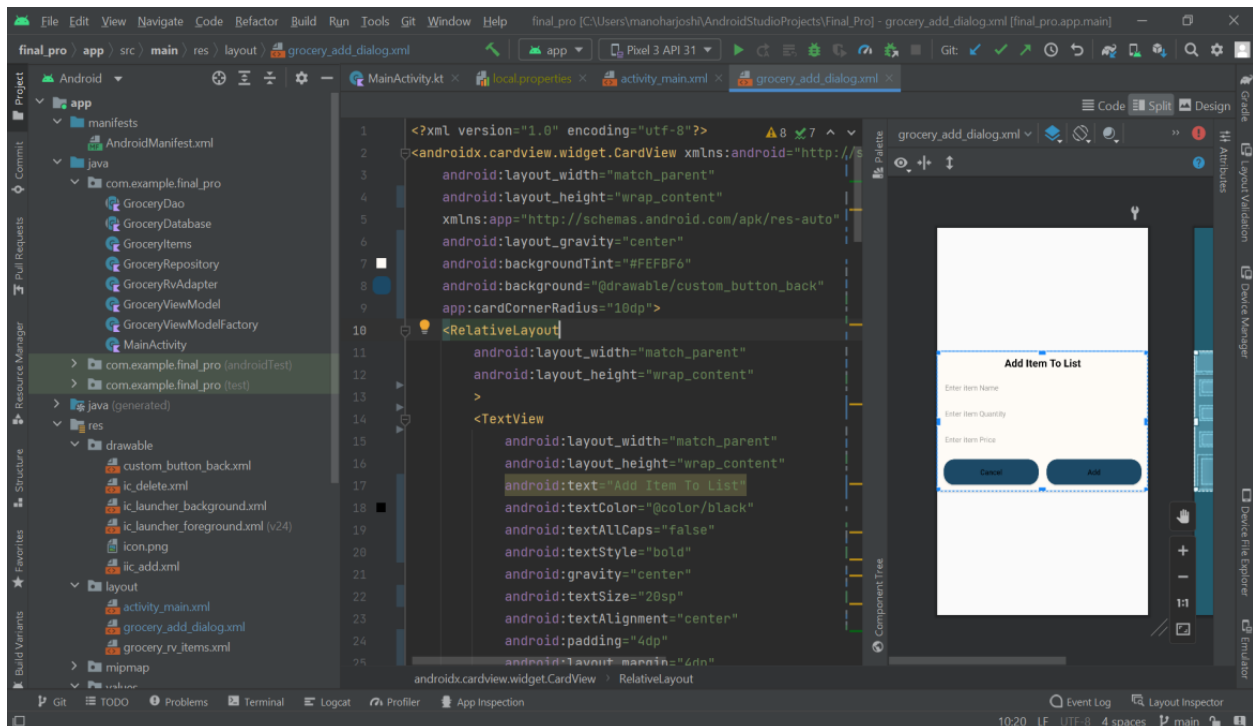 File Edit View Navigate Code Refactor Build Run Tools Git Window Help final_pro [C:\Users\manoharjoshi\AndroidStudioProjects\Final_Pro] - grocery_add_dialog.xml [final_pro.app.main]
final_pro app src main res layout grocery_add_dialog.xml app Pixel 3 API 31 Git:
Project
Commit
Pull Requests
Resource Manager
Structure
Favorites
Build Variants
Android
app
manifests
AndroidManifest.xml
java
com.example.final_pro
GroceryDao
GroceryDatabase
GroceryItems
GroceryRepository
GroceryRvAdapter
GroceryViewModel
GroceryViewModelFactory
MainActivity
com.example.final_pro (androidTest)
com.example.final_pro (test)
java (generated)
res
drawable
custom_button_back.xml
ic_delete.xml
ic_launcher_background.xml
ic_launcher_foreground.xml (v24)
icon.png
iic_add.xml
layout
activity_main.xml
grocery_add_dialog.xml
grocery_rv_items.xml
mipmap
values
MainActivity.kt local.properties activity_main.xml grocery_add_dialog.xml
Code Split Design
8 7
1 <?xml version="1.0" encoding="utf-8"?>
2 <androidx.cardview.widget.CardView xmlns:android="http://s
3 android:layout_width="match_parent"
4 android:layout_height="wrap_content"
5 xmlns:app="http://schemas.android.com/apk/res-auto"
6 android:layout_gravity="center"
7 android:backgroundTint="#FEFBF6"
8 android:background="@drawable/custom_button_back"
9 app:cardCornerRadius="10dp">
10 <RelativeLayout
11 android:layout_width="match_parent"
12 android:layout_height="wrap_content"
13 >
14 <TextView
15 android:layout_width="match_parent"
16 android:layout_height="wrap_content"
17 android:text="Add Item To List"
18 android:textColor="@color/black"
19 android:textAllCaps="false"
20 android:textStyle="bold"
21 android:gravity="center"
22 android:textSize="20sp"
23 android:textAlignment="center"
24 android:padding="4dp"
25 android:layout_margin="4dp"
androidx.cardview.widget.CardView RelativeLayout
Palette
Component Tree
grocery_add_dialog.xml
Add Item To List
Enter Item Name
Enter Item Quantity
Enter Item Price
Cancel Add
1:1
Attributes
Gradle
Layout Validation
Device Manager
Device File Explorer
Emulator
Git TODO Problems Terminal Logcat Profiler App Inspection Event Log Layout Inspector
10:20 LF UTF-8 4 spaces main